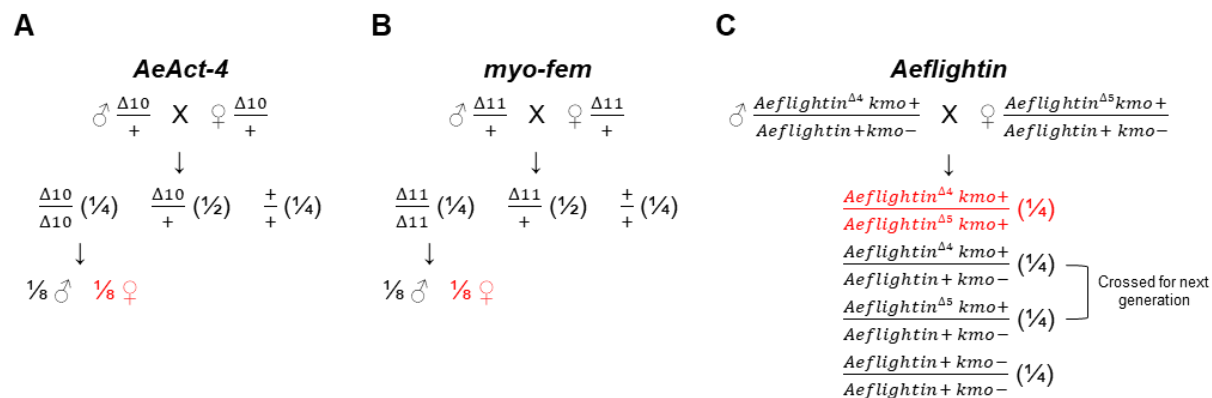 A
AeAct-4
♂ Δ10/+ X ♀ Δ10/+
↓
Δ10/Δ10 (¼) Δ10/+ (½) +/+ (¼)
↓
⅛ ♂ ⅛ ♀
B
myo-fem
♂ Δ11/+ X ♀ Δ11/+
↓
Δ11/Δ11 (¼) Δ11/+ (½) +/+ (¼)
↓
⅛ ♂ ⅛ ♀
C
Aeflightin
♂ Aeflightin^Δ4 kmo+/Aeflightin+kmo− X ♀ Aeflightin^Δ5kmo+/Aeflightin+ kmo−
↓
Aeflightin^Δ4 kmo+/Aeflightin^Δ5 kmo+ (¼)
Aeflightin^Δ4 kmo+/Aeflightin+ kmo− (¼)
Aeflightin^Δ5 kmo+/Aeflightin+ kmo− (¼)
Crossed for next
generation
Aeflightin+ kmo−/Aeflightin+ kmo− (¼)